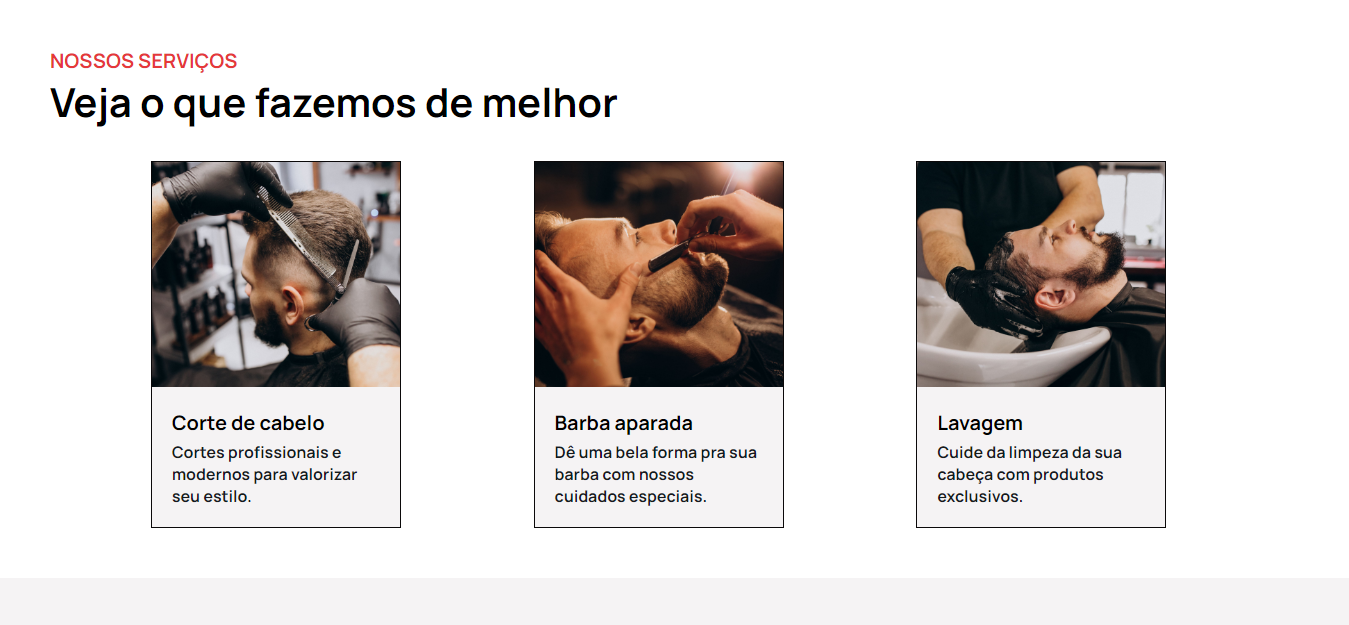 NOSSOS SERVIÇOS
Veja o que fazemos de melhor
Corte de cabelo
Cortes profissionais e
modernos para valorizar
seu estilo.
Barba aparada
Dê uma bela forma pra sua
barba com nossos
cuidados especiais.
Lavagem
Cuide da limpeza da sua
cabeça com produtos
exclusivos.